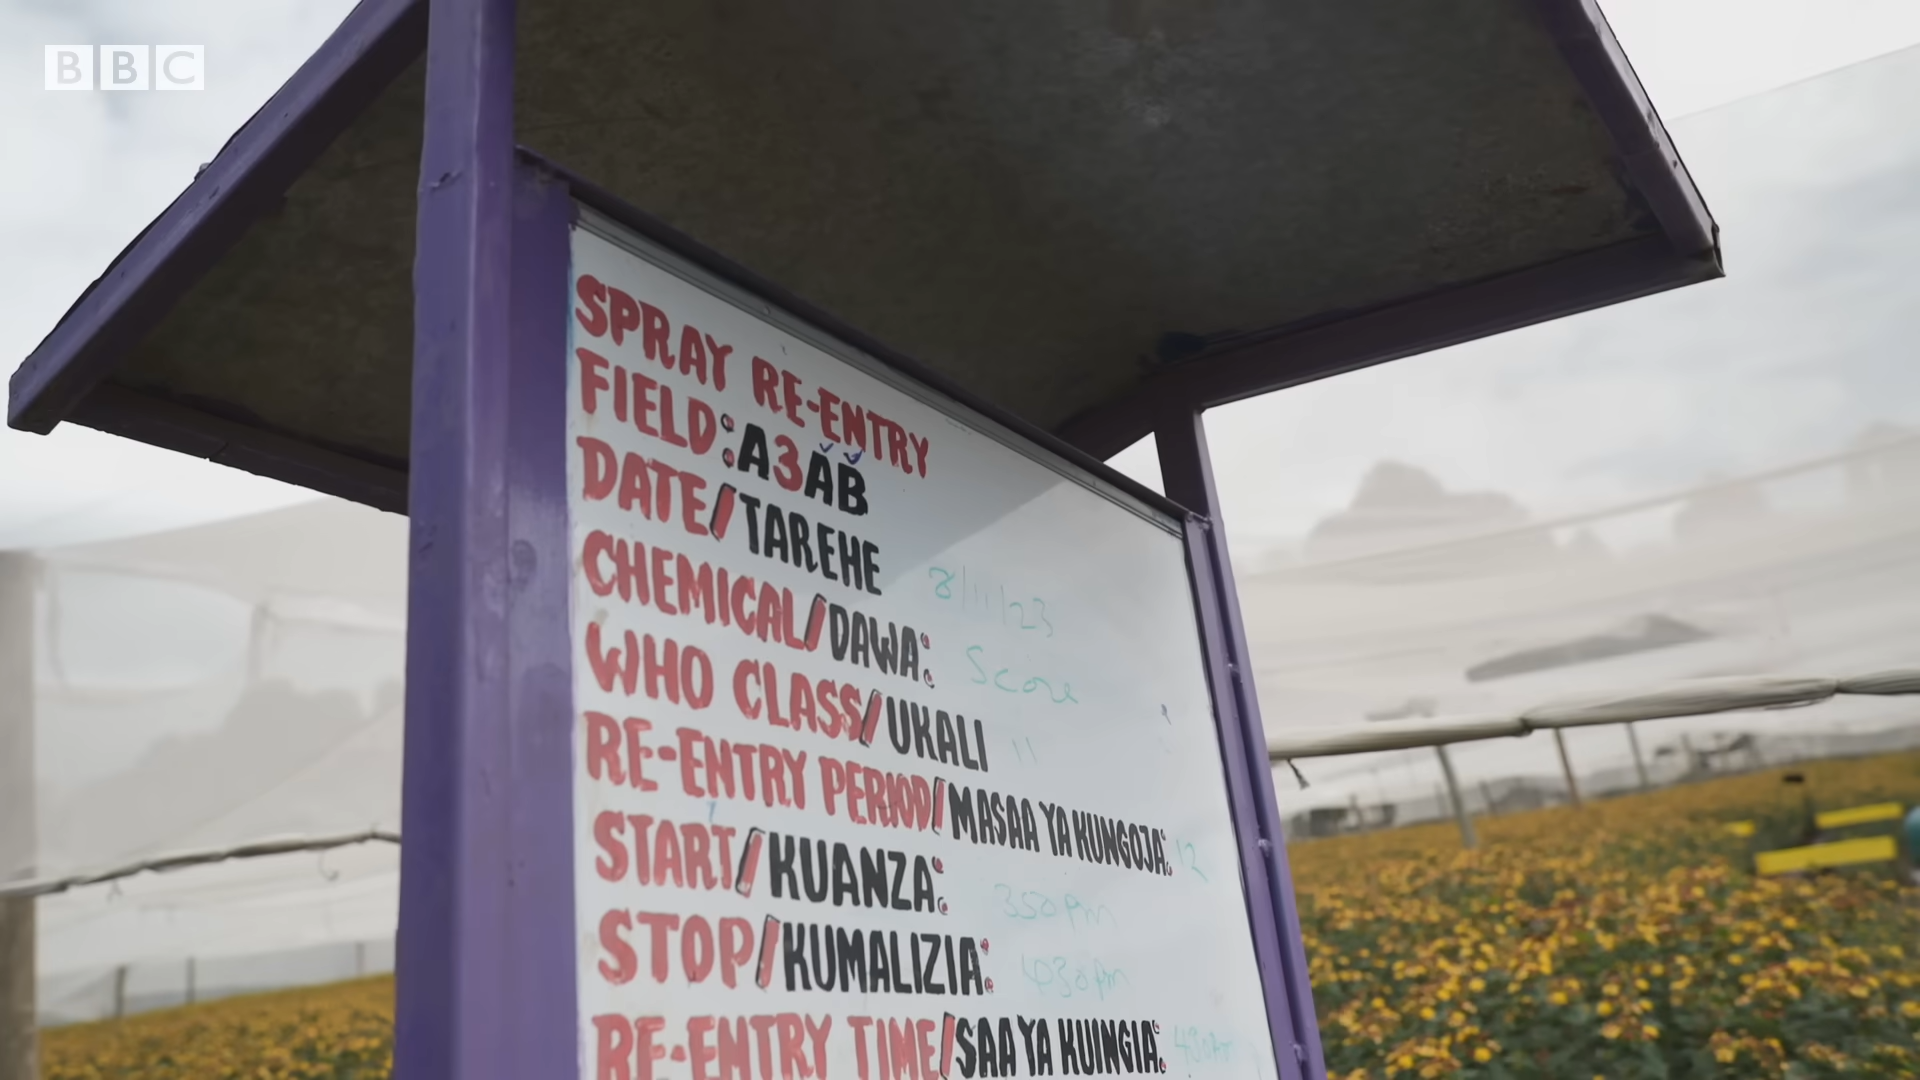 BBC
SPRAY RE-ENTRY
FIELD:A3AB
DATE/TAREHE 8/11/23
CHEMICAL/DAWA: Score
WHO CLASS/UKALI 11
RE-ENTRY PERIOD/MASAA YA KUNGOJA: 12
START/KUANZA: 350pm
STOP/KUMALIZIA: 430pm
RE-ENTRY TIME/SAA YA KUINGIA: